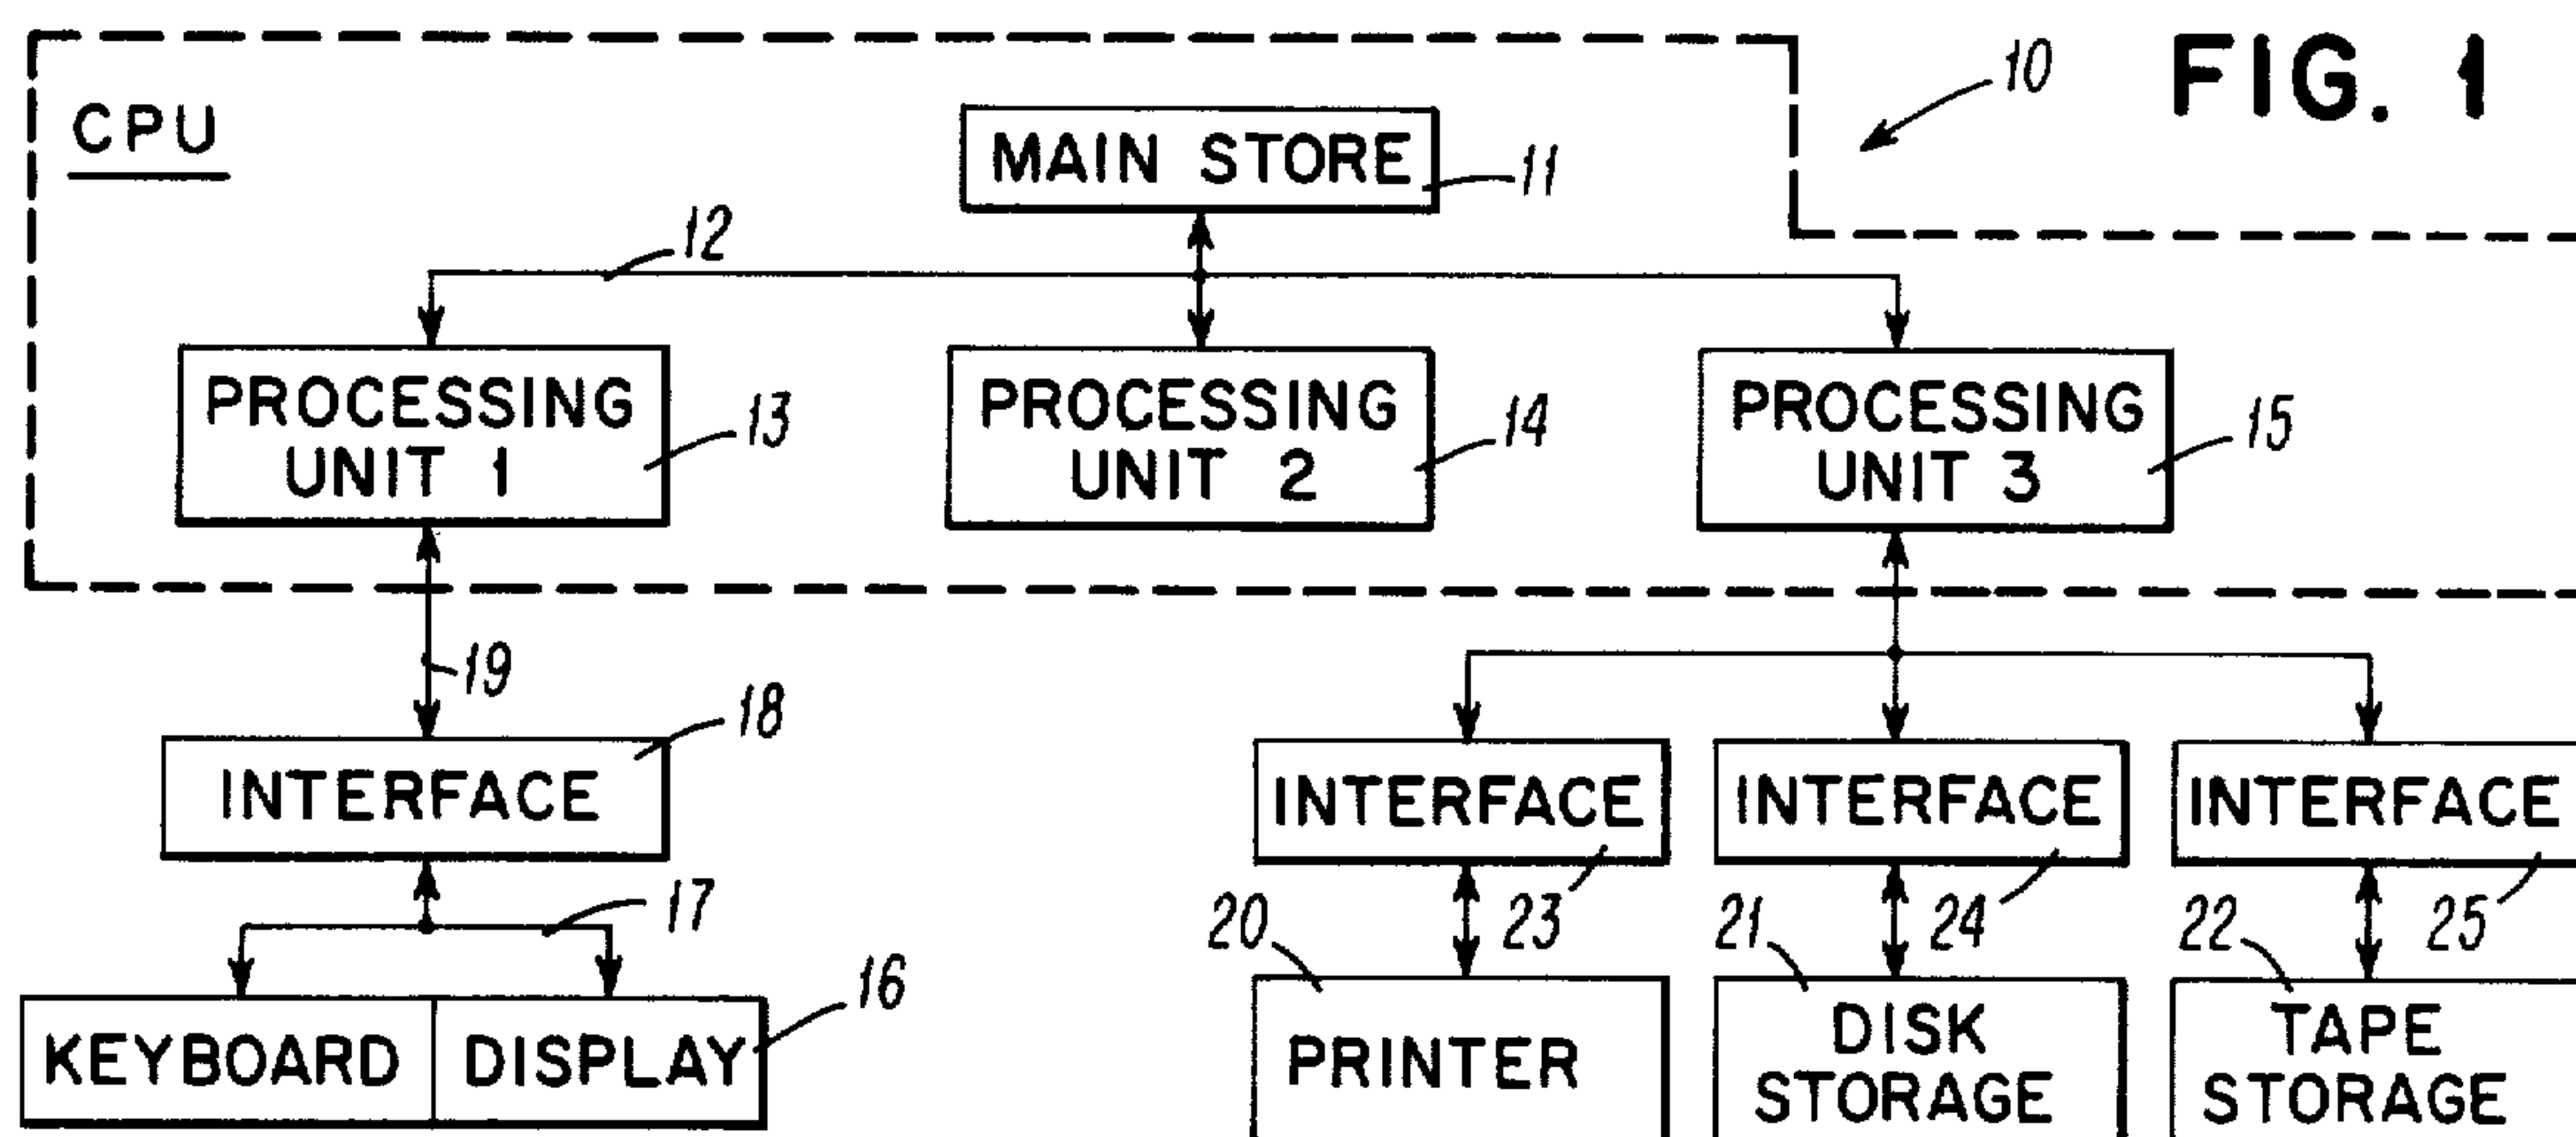 FIG. 1
10
CPU
MAIN STORE
11
12
PROCESSING
UNIT 1
13
PROCESSING
UNIT 2
14
PROCESSING
UNIT 3
15
19
18
INTERFACE
INTERFACE
INTERFACE
INTERFACE
17
20
23
21
24
22
25
16
KEYBOARD
DISPLAY
PRINTER
DISK
STORAGE
TAPE
STORAGE